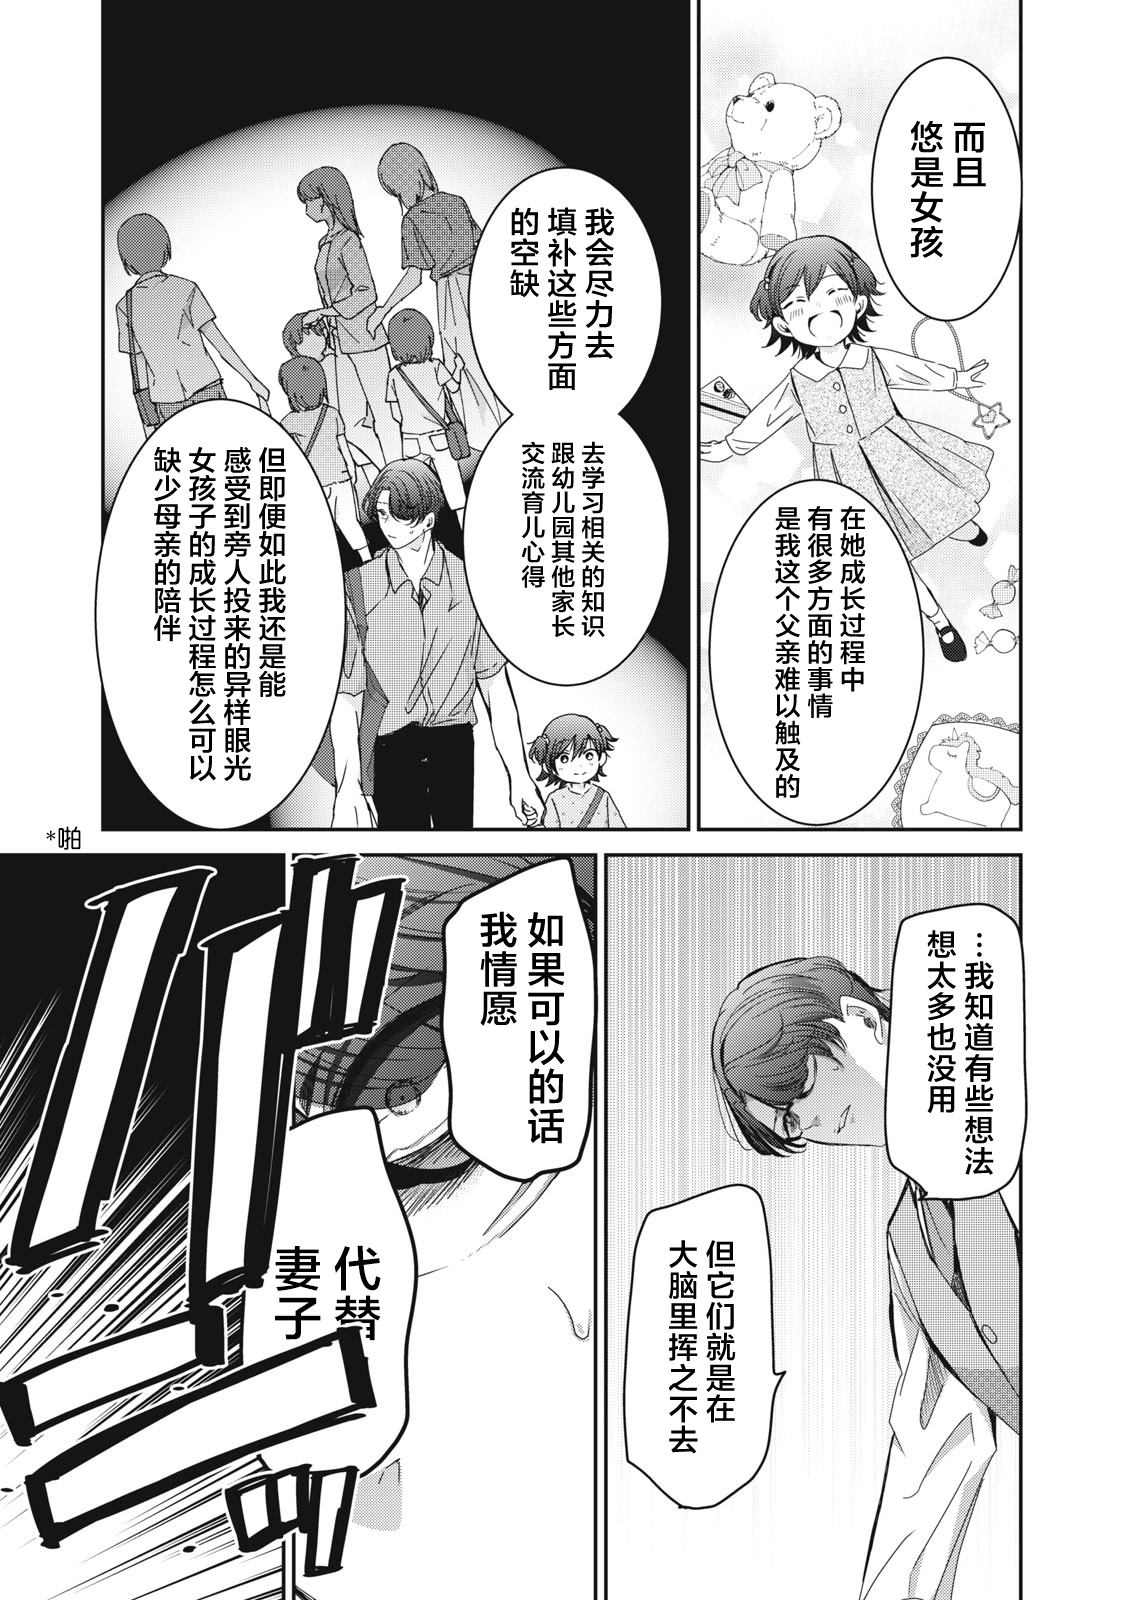 而且
悠是女孩
在她成长过程中
有很多方面的事情
是我这个父亲难以触及的
我会尽力去
填补这些方面
的空缺
去学习相关的知识
跟幼儿园其他家长
交流育儿心得
但即便如此我还是能
感受到旁人投来的异样眼光
女孩子的成长过程怎么可以
缺少母亲的陪伴
…我知道有些想法
想太多也没用
但它们就是在
大脑里挥之不去
如果可以的话
我情愿
代替
妻子
*啪